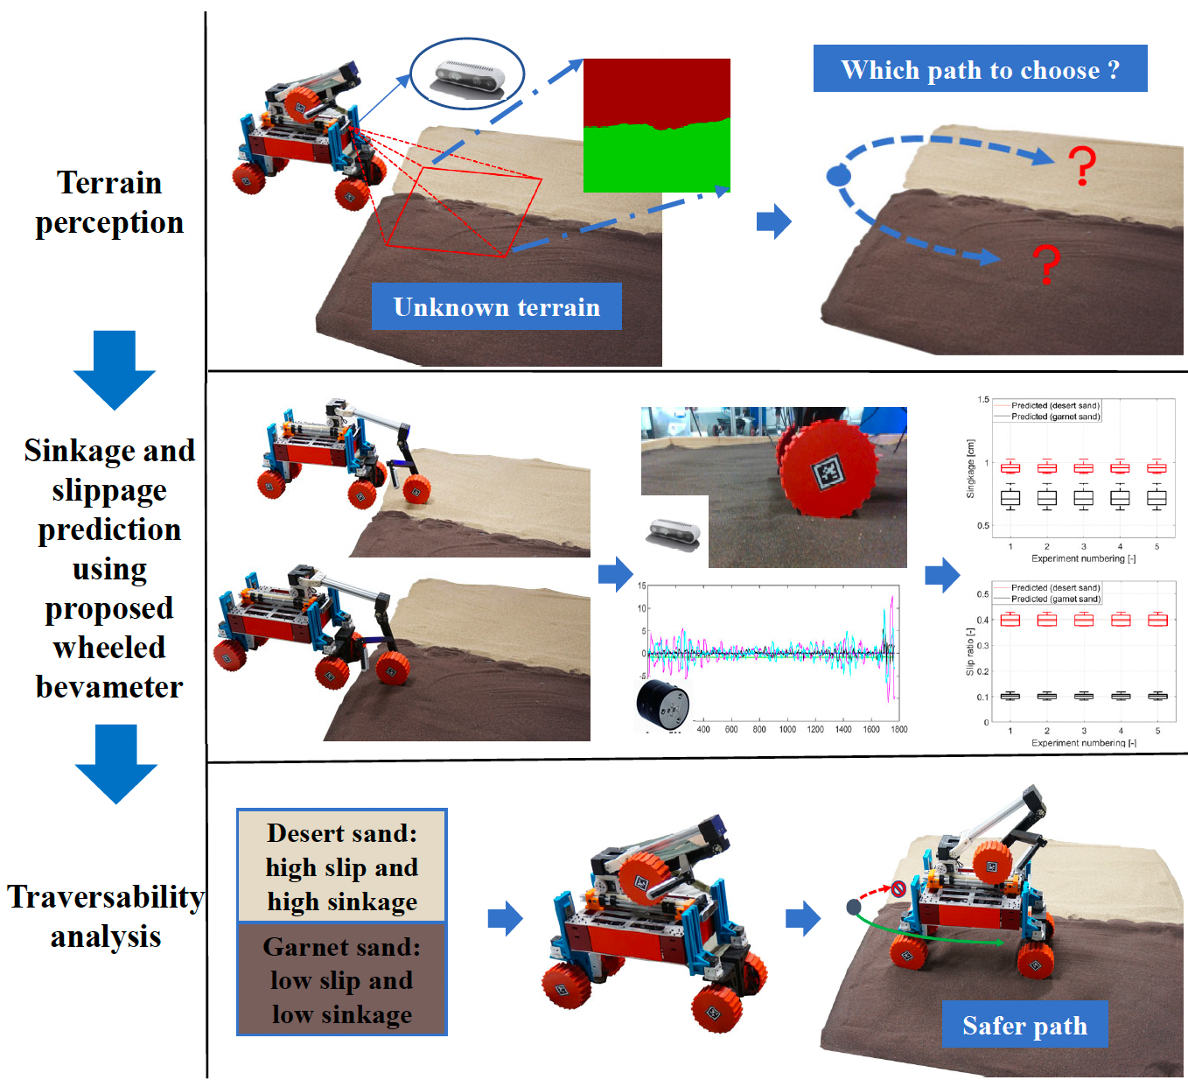 Terrain
perception
Which path to choose ?
?
?
Unknown terrain
Sinkage and
slippage
prediction
using
proposed
wheeled
bevameter
15
10
5
0
-5
400
600
800
1000
1200
1400
1600
1800
Predicted (desert sand)
Predicted (garnet sand)
1.5
1
0.5
Singkage [cm]
1 2 3 4 5
Experiment numbering [-]
Predicted (desert sand)
Predicted (garnet sand)
0.5
0.4
0.3
0.2
0.1
0
Slip ratio [-]
1 2 3 4 5
Experiment numbering [-]
Traversability
analysis
Desert sand:
high slip and
high sinkage
Garnet sand:
low slip and
low sinkage
Safer path